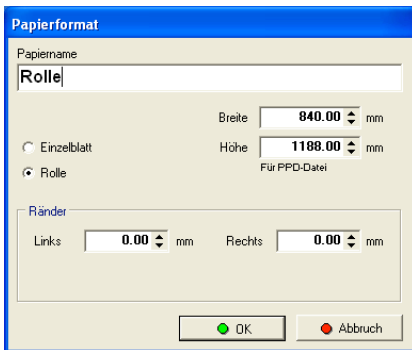 Papierformat
Papiername
Rolle
Breite 840.00 mm
Einzelblatt Höhe 1188.00 mm
Für PPD-Datei
Rolle
Ränder
Links 0.00 mm Rechts 0.00 mm
OK Abbruch